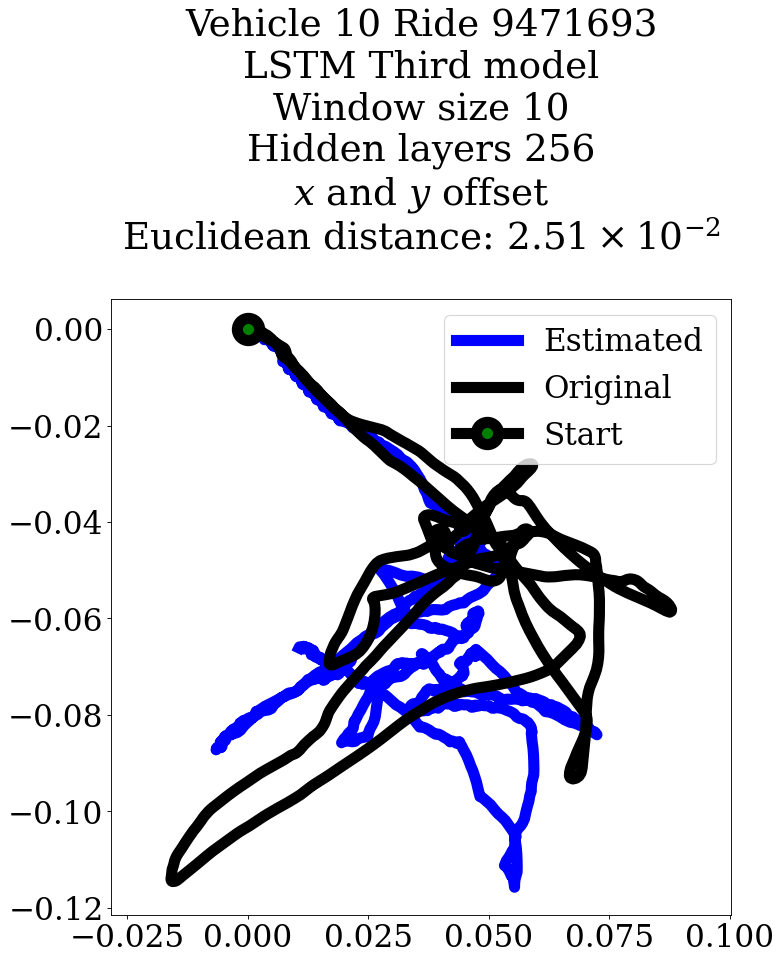 Vehicle 10 Ride 9471693
LSTM Third model
Window size 10
Hidden layers 256
x and y offset
Euclidean distance: 2.51 × 10⁻²
Estimated
Original
Start
0.00
−0.02
−0.04
−0.06
−0.08
−0.10
−0.12
−0.025 0.000 0.025 0.050 0.075 0.100